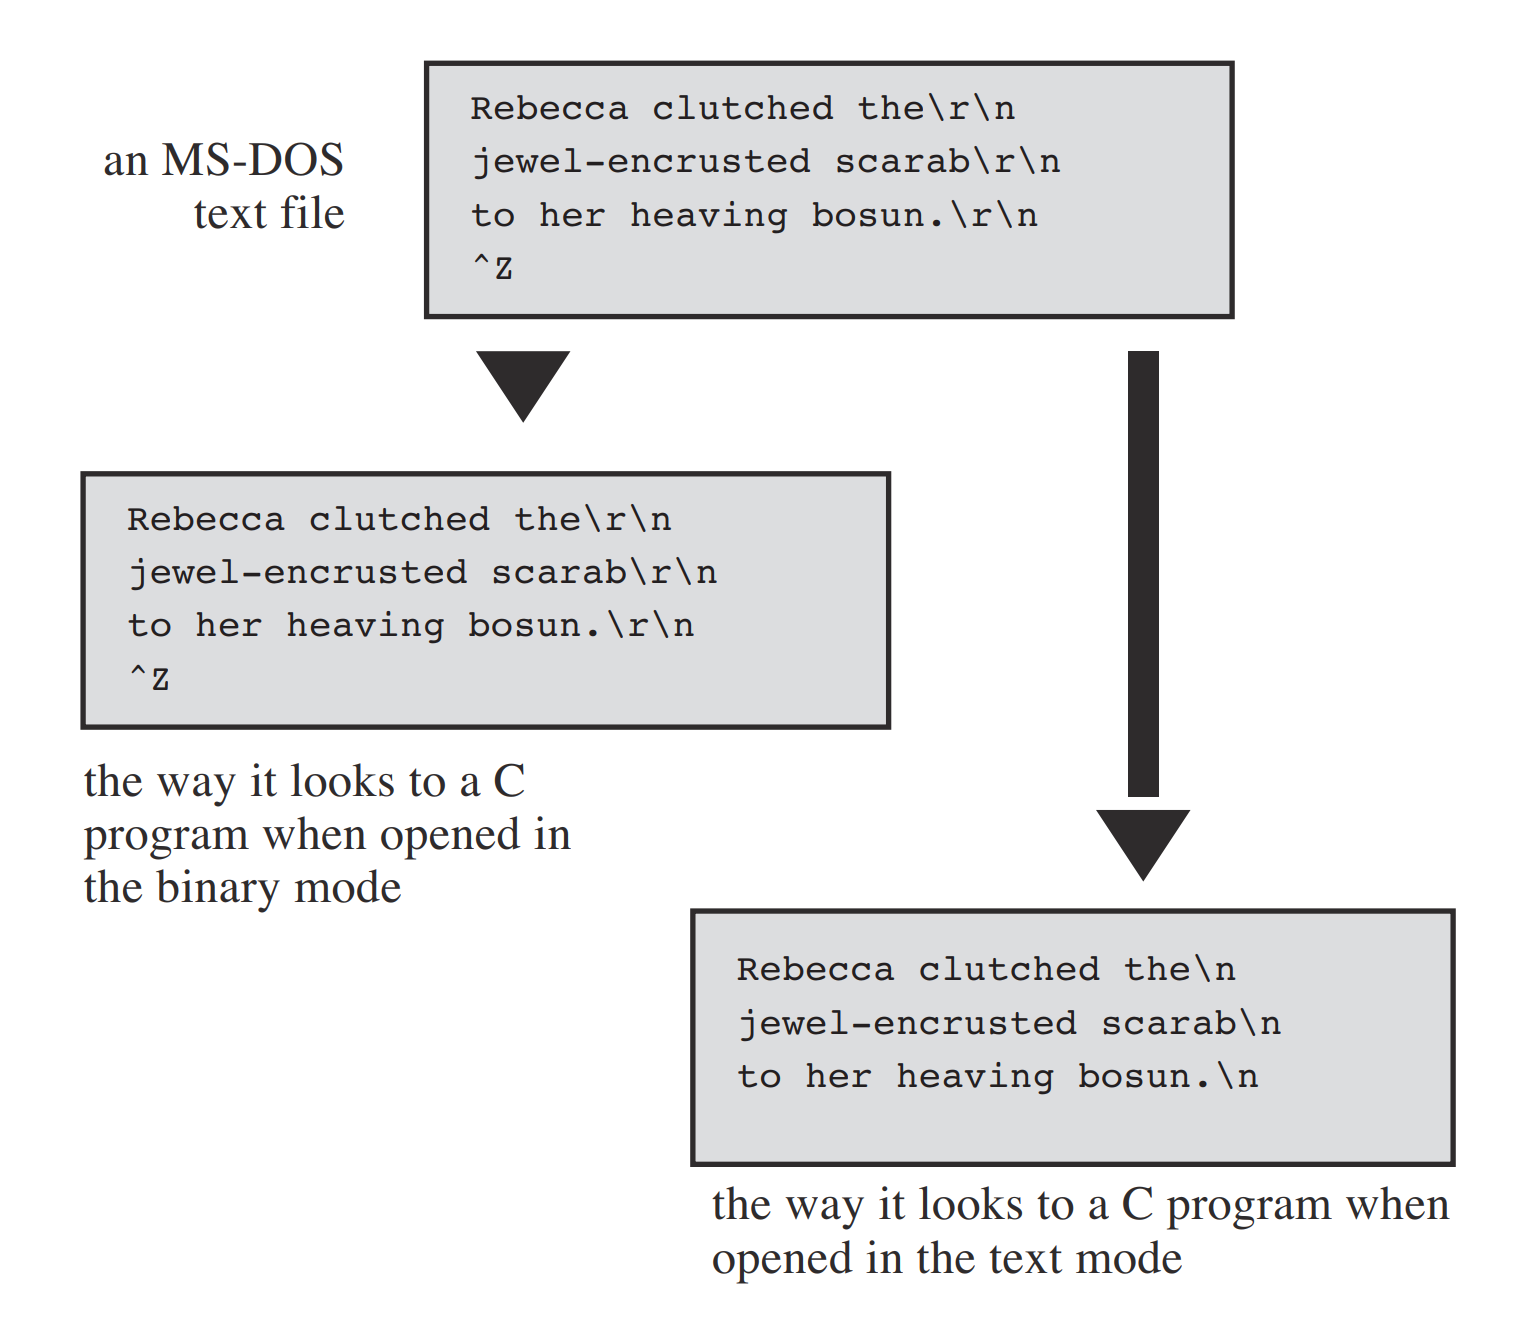 an MS-DOS
text file
Rebecca clutched the\r\n
jewel-encrusted scarab\r\n
to her heaving bosun.\r\n
^Z
Rebecca clutched the\r\n
jewel-encrusted scarab\r\n
to her heaving bosun.\r\n
^Z
the way it looks to a C
program when opened in
the binary mode
Rebecca clutched the\n
jewel-encrusted scarab\n
to her heaving bosun.\n
the way it looks to a C program when
opened in the text mode